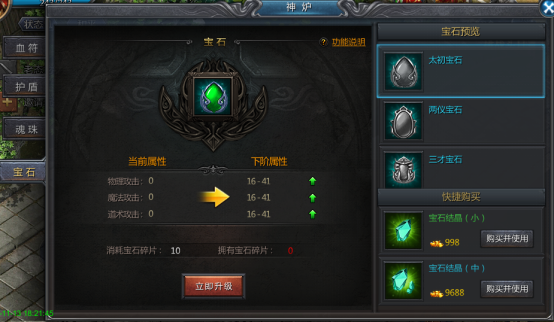 神炉
状态
血符
护盾
魂珠
宝石
宝石
? 功能说明
当前属性 下阶属性
物理攻击: 0 16 - 41
魔法攻击: 0 16 - 41
道术攻击: 0 16 - 41
消耗宝石碎片: 10 拥有宝石碎片: 0
立即升级
宝石预览
太初宝石
两仪宝石
三才宝石
快捷购买
宝石结晶(小)
998 购买并使用
宝石结晶(中)
9688 购买并使用